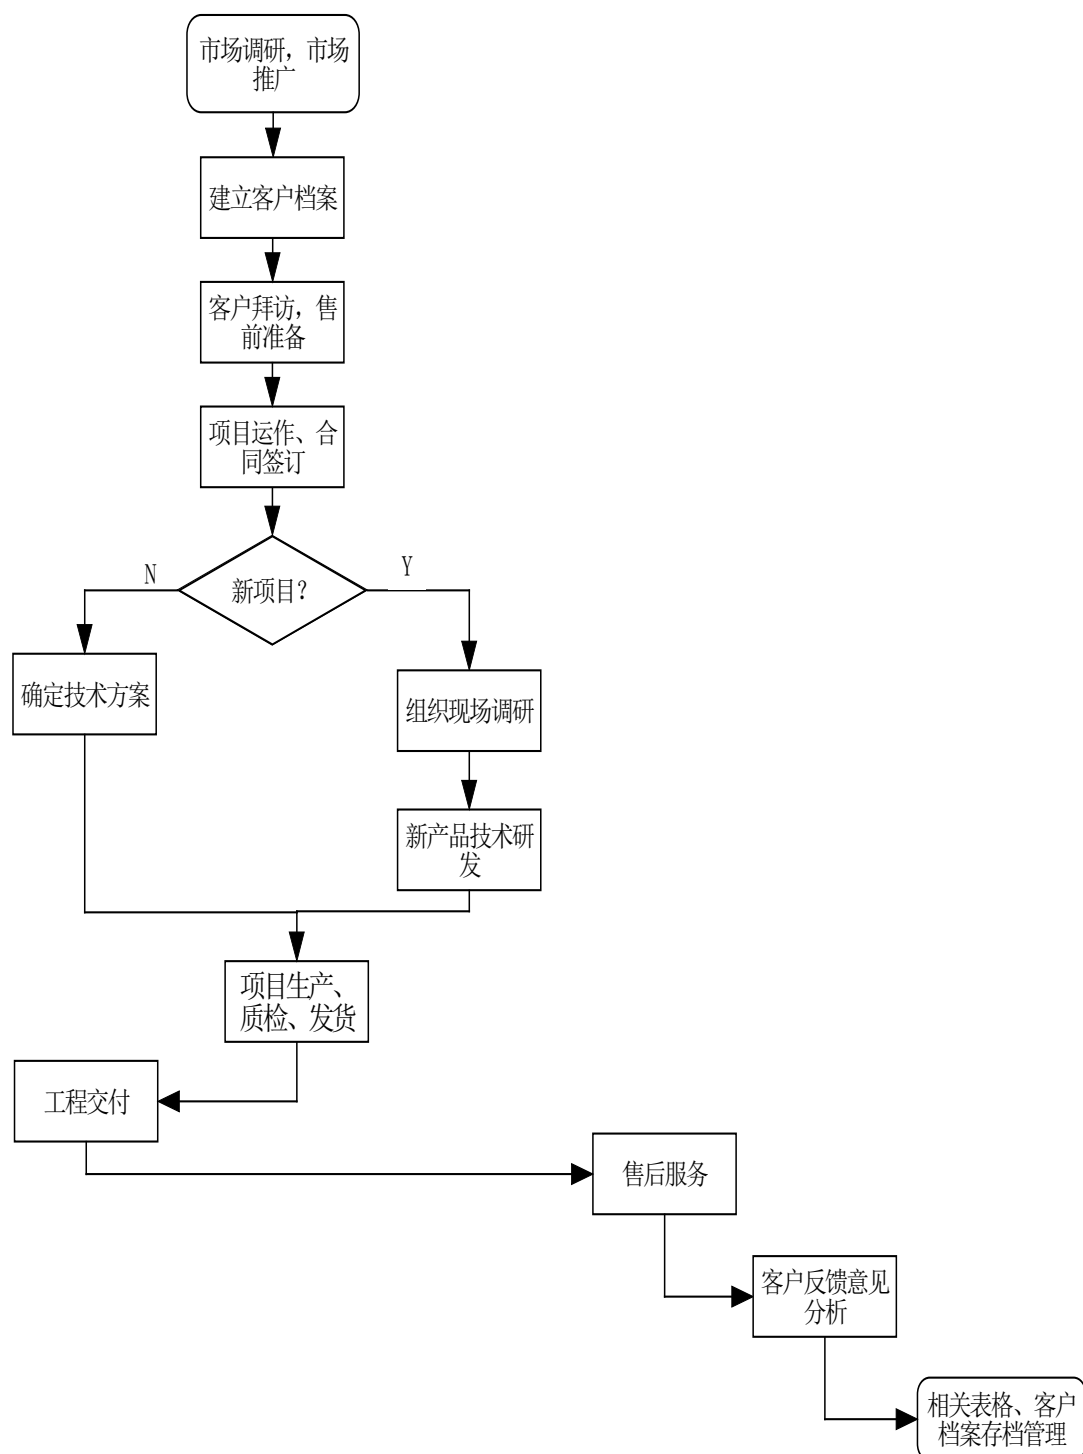 市场调研，市场
推广
建立客户档案
客户拜访，售
前准备
项目运作、合
同签订
新项目？
N
Y
确定技术方案
组织现场调研
新产品技术研
发
项目生产、
质检、发货
工程交付
售后服务
客户反馈意见
分析
相关表格、客户
档案存档管理